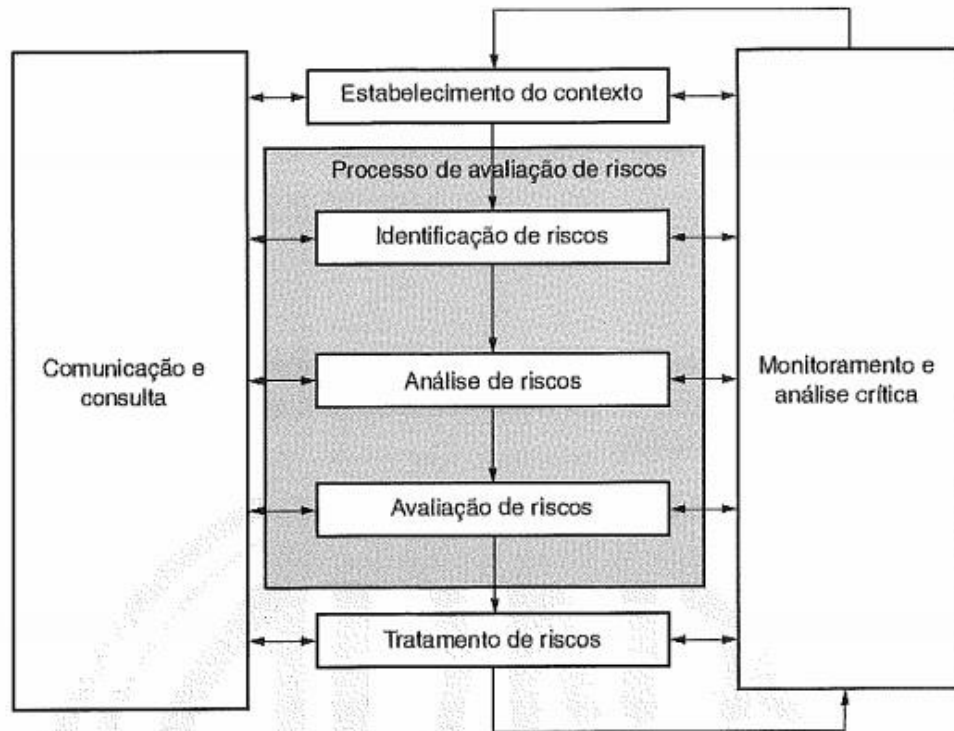 Estabelecimento do contexto
Processo de avaliação de riscos
Identificação de riscos
Comunicação e
consulta
Análise de riscos
Monitoramento e
análise crítica
Avaliação de riscos
Tratamento de riscos